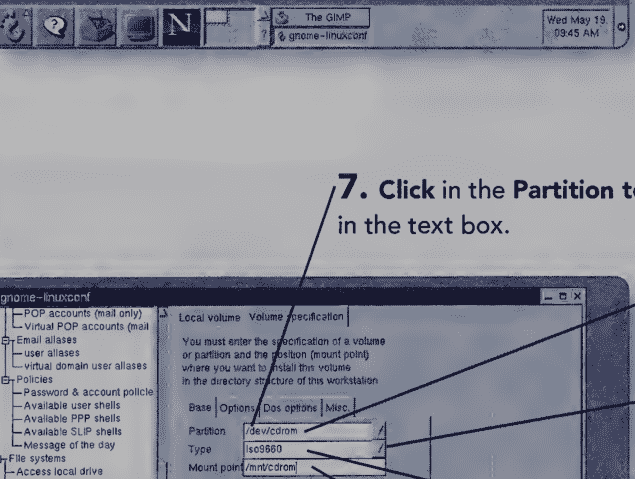 The GIMP
gnome-linuxconf
Wed May 19
09:45 AM
7. Click in the Partition
in the text box.
gnome-linuxconf
POP accounts (mail only)
Virtual POP accounts (mail
Email aliases
user aliases
virtual domain user aliases
Policies
Password & account policie
Available user shells
Available PPP shells
Available SLIP shells
Message of the day
File systems
Access local drive
Local volume Volume specification
You must enter the specification of a volume
or partition and the position (mount point)
where you want to install this volume
in the directory structure of this workstation
Base Options Dos options Misc.
Partition /dev/cdrom
Type iso9660
Mount point /mnt/cdrom